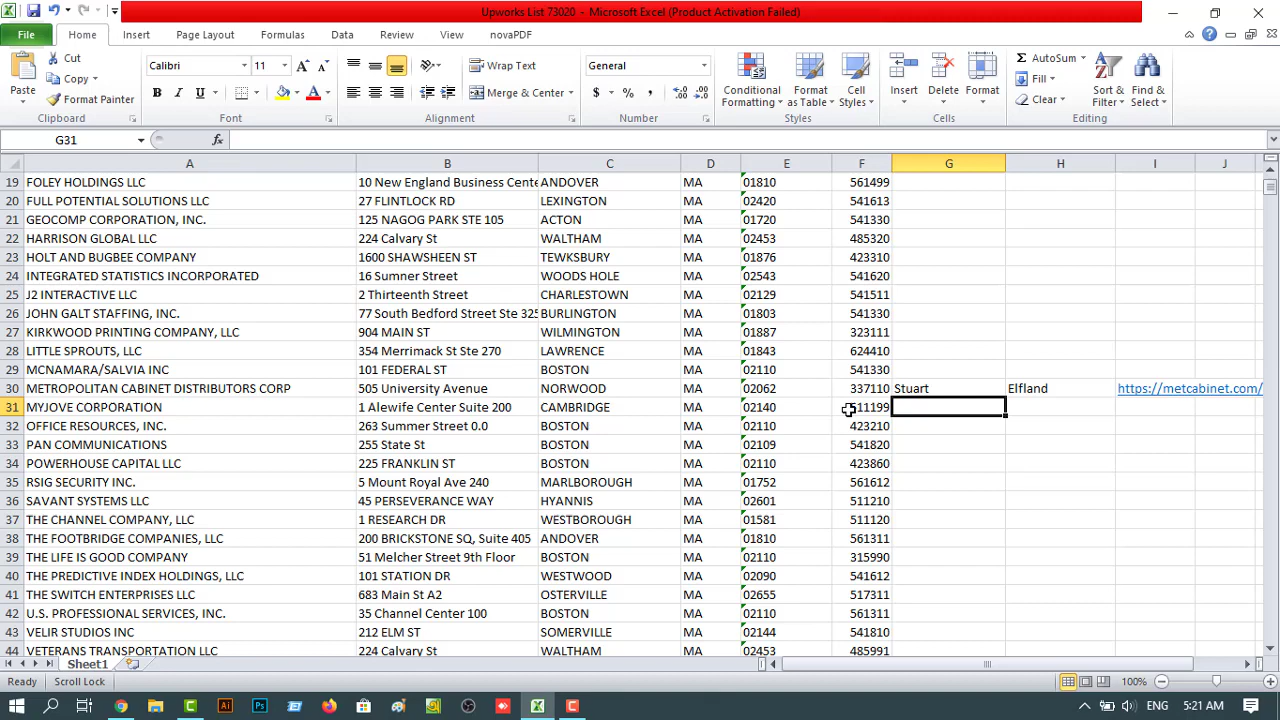 Upworks List 73020 - Microsoft Excel (Product Activation Failed)
File Home Insert Page Layout Formulas Data Review View novaPDF
Paste Cut Copy Format Painter Clipboard
Calibri 11 A A B I U A Font
Wrap Text Merge & Center Alignment
General $ % , Number
Conditional Formatting Format as Table Cell Styles Styles
Insert Delete Format Cells
AutoSum Fill Clear Sort & Filter Find & Select Editing
G31 fx
A B C D E F G H I J
19 FOLEY HOLDINGS LLC 10 New England Business Cente ANDOVER MA 01810 561499
20 FULL POTENTIAL SOLUTIONS LLC 27 FLINTLOCK RD LEXINGTON MA 02420 541613
21 GEOCOMP CORPORATION, INC. 125 NAGOG PARK STE 105 ACTON MA 01720 541330
22 HARRISON GLOBAL LLC 224 Calvary St WALTHAM MA 02453 485320
23 HOLT AND BUGBEE COMPANY 1600 SHAWSHEEN ST TEWKSBURY MA 01876 423310
24 INTEGRATED STATISTICS INCORPORATED 16 Sumner Street WOODS HOLE MA 02543 541620
25 J2 INTERACTIVE LLC 2 Thirteenth Street CHARLESTOWN MA 02129 541511
26 JOHN GALT STAFFING, INC. 77 South Bedford Street Ste 325 BURLINGTON MA 01803 541330
27 KIRKWOOD PRINTING COMPANY, LLC 904 MAIN ST WILMINGTON MA 01887 323111
28 LITTLE SPROUTS, LLC 354 Merrimack St Ste 270 LAWRENCE MA 01843 624410
29 MCNAMARA/SALVIA INC 101 FEDERAL ST BOSTON MA 02110 541330
30 METROPOLITAN CABINET DISTRIBUTORS CORP 505 University Avenue NORWOOD MA 02062 337110 Stuart Elfland https://metcabinet.com/
31 MYJOVE CORPORATION 1 Alewife Center Suite 200 CAMBRIDGE MA 02140 511199
32 OFFICE RESOURCES, INC. 263 Summer Street 0.0 BOSTON MA 02110 423210
33 PAN COMMUNICATIONS 255 State St BOSTON MA 02109 541820
34 POWERHOUSE CAPITAL LLC 225 FRANKLIN ST BOSTON MA 02110 423860
35 RSIG SECURITY INC. 5 Mount Royal Ave 240 MARLBOROUGH MA 01752 561612
36 SAVANT SYSTEMS LLC 45 PERSEVERANCE WAY HYANNIS MA 02601 511210
37 THE CHANNEL COMPANY, LLC 1 RESEARCH DR WESTBOROUGH MA 01581 511120
38 THE FOOTBRIDGE COMPANIES, LLC 200 BRICKSTONE SQ, Suite 405 ANDOVER MA 01810 561311
39 THE LIFE IS GOOD COMPANY 51 Melcher Street 9th Floor BOSTON MA 02110 315990
40 THE PREDICTIVE INDEX HOLDINGS, LLC 101 STATION DR WESTWOOD MA 02090 541612
41 THE SWITCH ENTERPRISES LLC 683 Main St A2 OSTERVILLE MA 02655 517311
42 U.S. PROFESSIONAL SERVICES, INC. 35 Channel Center 100 BOSTON MA 02110 561311
43 VELIR STUDIOS INC 212 ELM ST SOMERVILLE MA 02144 541810
44 VETERANS TRANSPORTATION LLC 224 Calvary St WALTHAM MA 02453 485991
Sheet1
Ready Scroll Lock 100%
ENG 5:21 AM